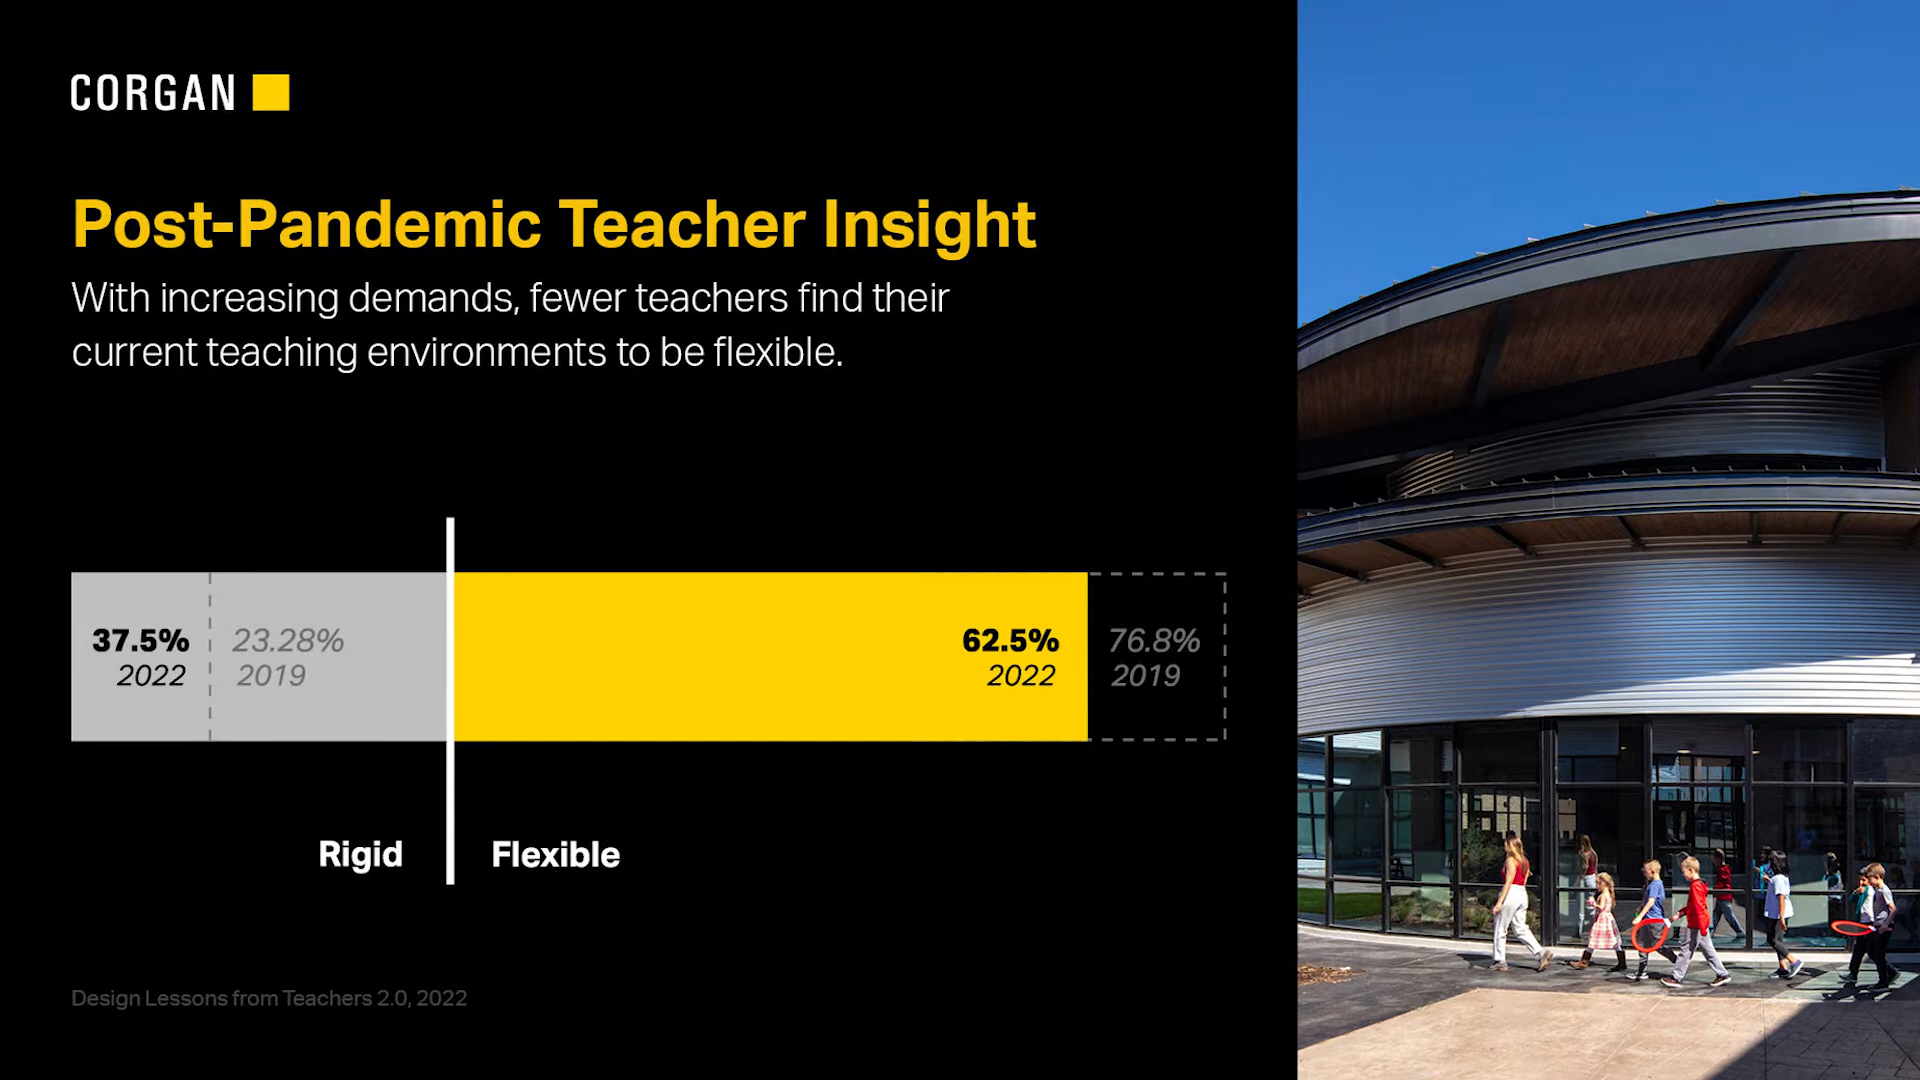 CORGAN
Post-Pandemic Teacher Insight
With increasing demands, fewer teachers find their
current teaching environments to be flexible.
37.5%
2022
23.28%
2019
62.5%
2022
76.8%
2019
Rigid
Flexible
Design Lessons from Teachers 2.0, 2022